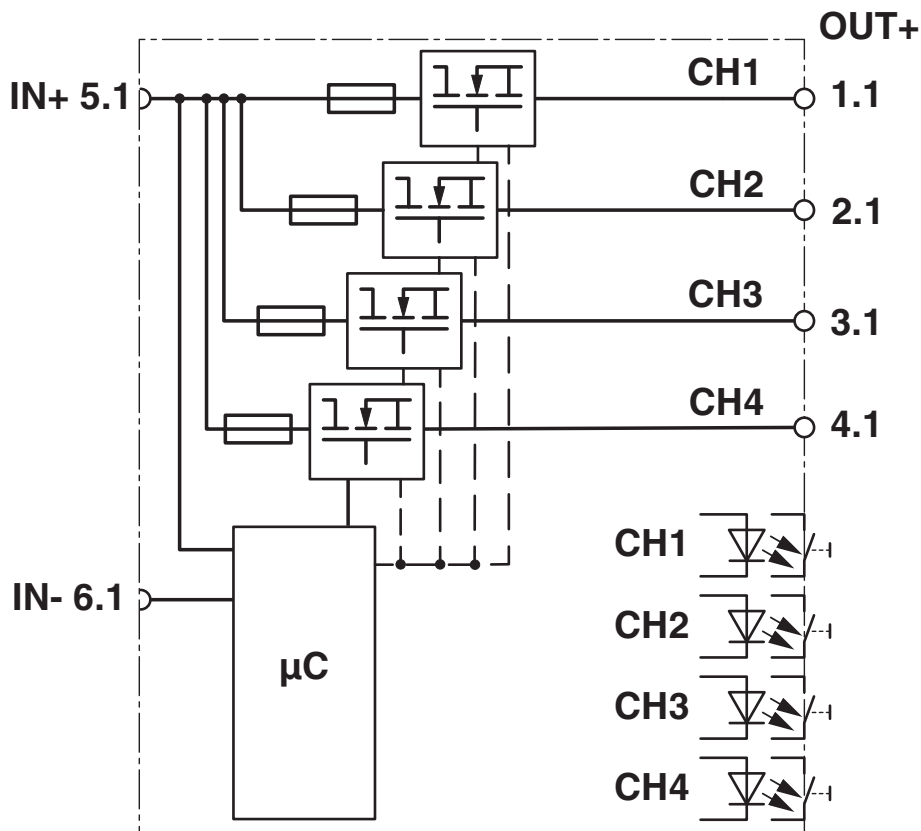 OUT+
IN+ 5.1
CH1
1.1
CH2
2.1
CH3
3.1
CH4
4.1
CH1
IN- 6.1
CH2
µC
CH3
CH4